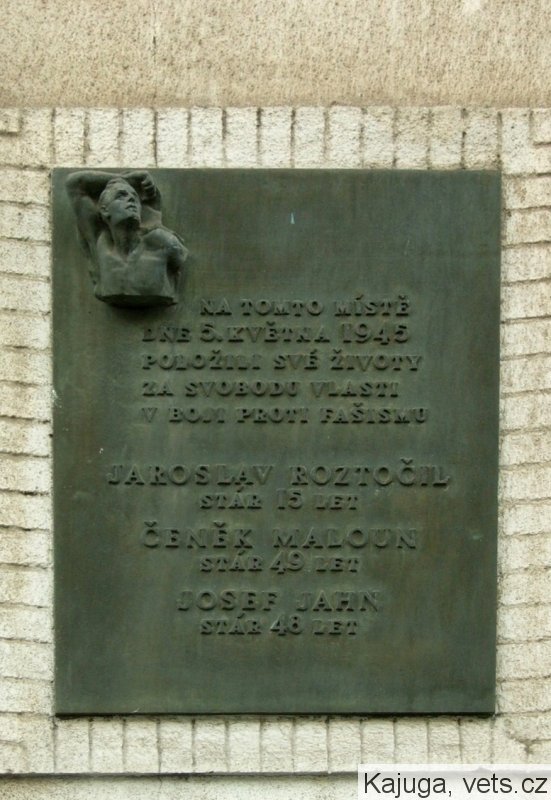 NA TOMTO MÍSTĚ
DNE 5. KVĚTNA 1945
POLOŽILI SVÉ ŽIVOTY
ZA SVOBODU VLASTI
V BOJI PROTI FAŠISMU
JAROSLAV ROZTOČIL
STÁR 15 LET
ČENĚK MALOUN
STÁR 49 LET
JOSEF JAHN
STÁR 48 LET
Kajuga, vets.cz